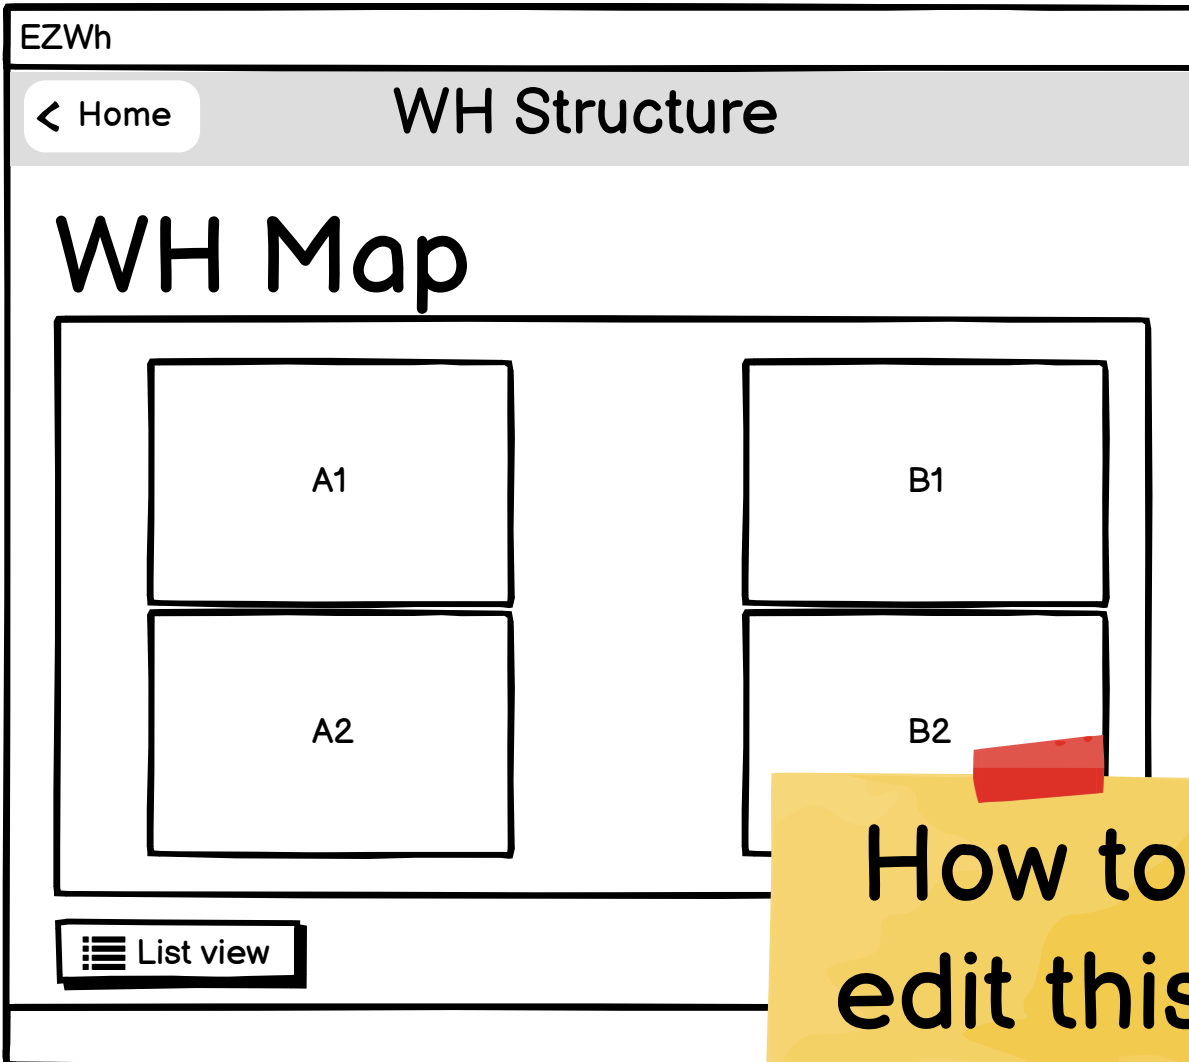 EZWh
Home
WH Structure
WH Map
A1
B1
A2
B2
List view
How to
edit this